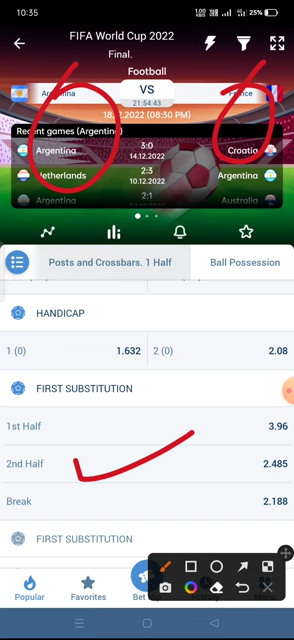 10:35
1.00 KB/s
4G
25%
FIFA World Cup 2022
Final.
Football
Argentina
VS
France
21:54:43
18.12.2022 (08:30 PM)
Recent games (Argentina)
Argentina
3:0
14.12.2022
Croatia
Netherlands
2:3
10.12.2022
Argentina
Argentina
2:1
Australia
Posts and Crossbars. 1 Half
Ball Possession
HANDICAP
1 (0)
1.632
2 (0)
2.08
FIRST SUBSTITUTION
1st Half
3.96
2nd Half
2.485
Break
2.188
FIRST SUBSTITUTION
Popular
Favorites
Bet